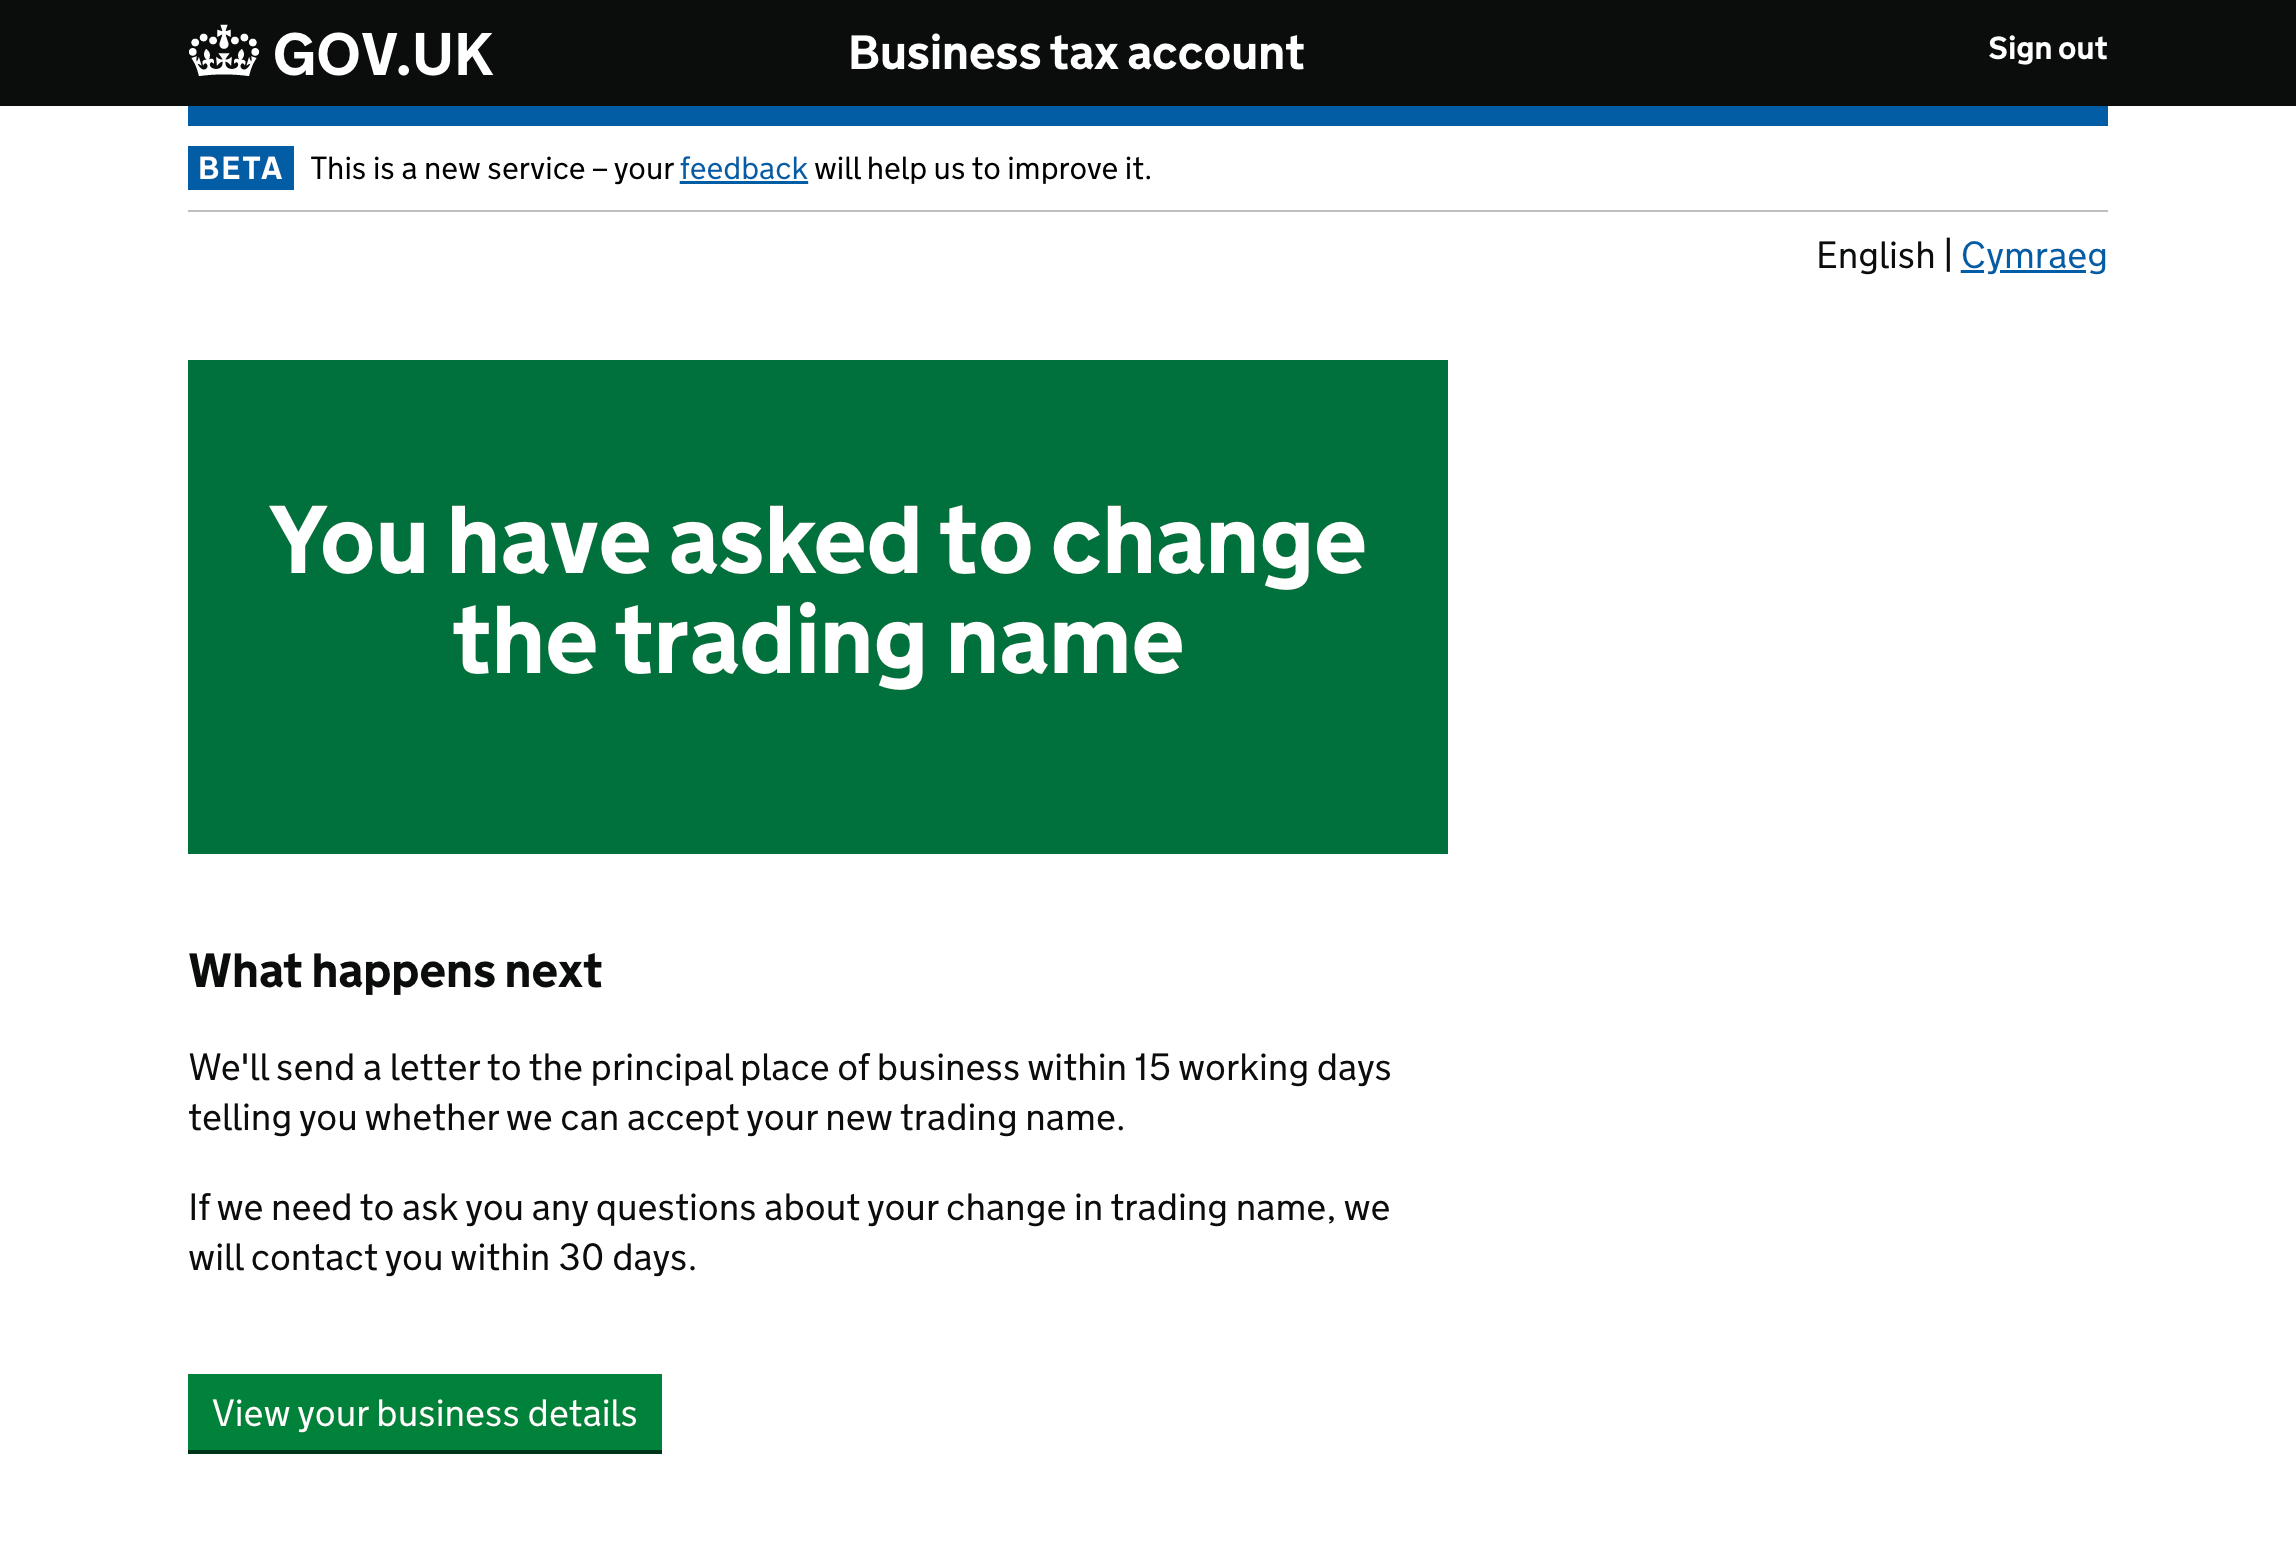 GOV.UK
Business tax account
Sign out
BETA This is a new service – your feedback will help us to improve it.
English | Cymraeg
You have asked to change
the trading name
What happens next
We'll send a letter to the principal place of business within 15 working days
telling you whether we can accept your new trading name.
If we need to ask you any questions about your change in trading name, we
will contact you within 30 days.
View your business details